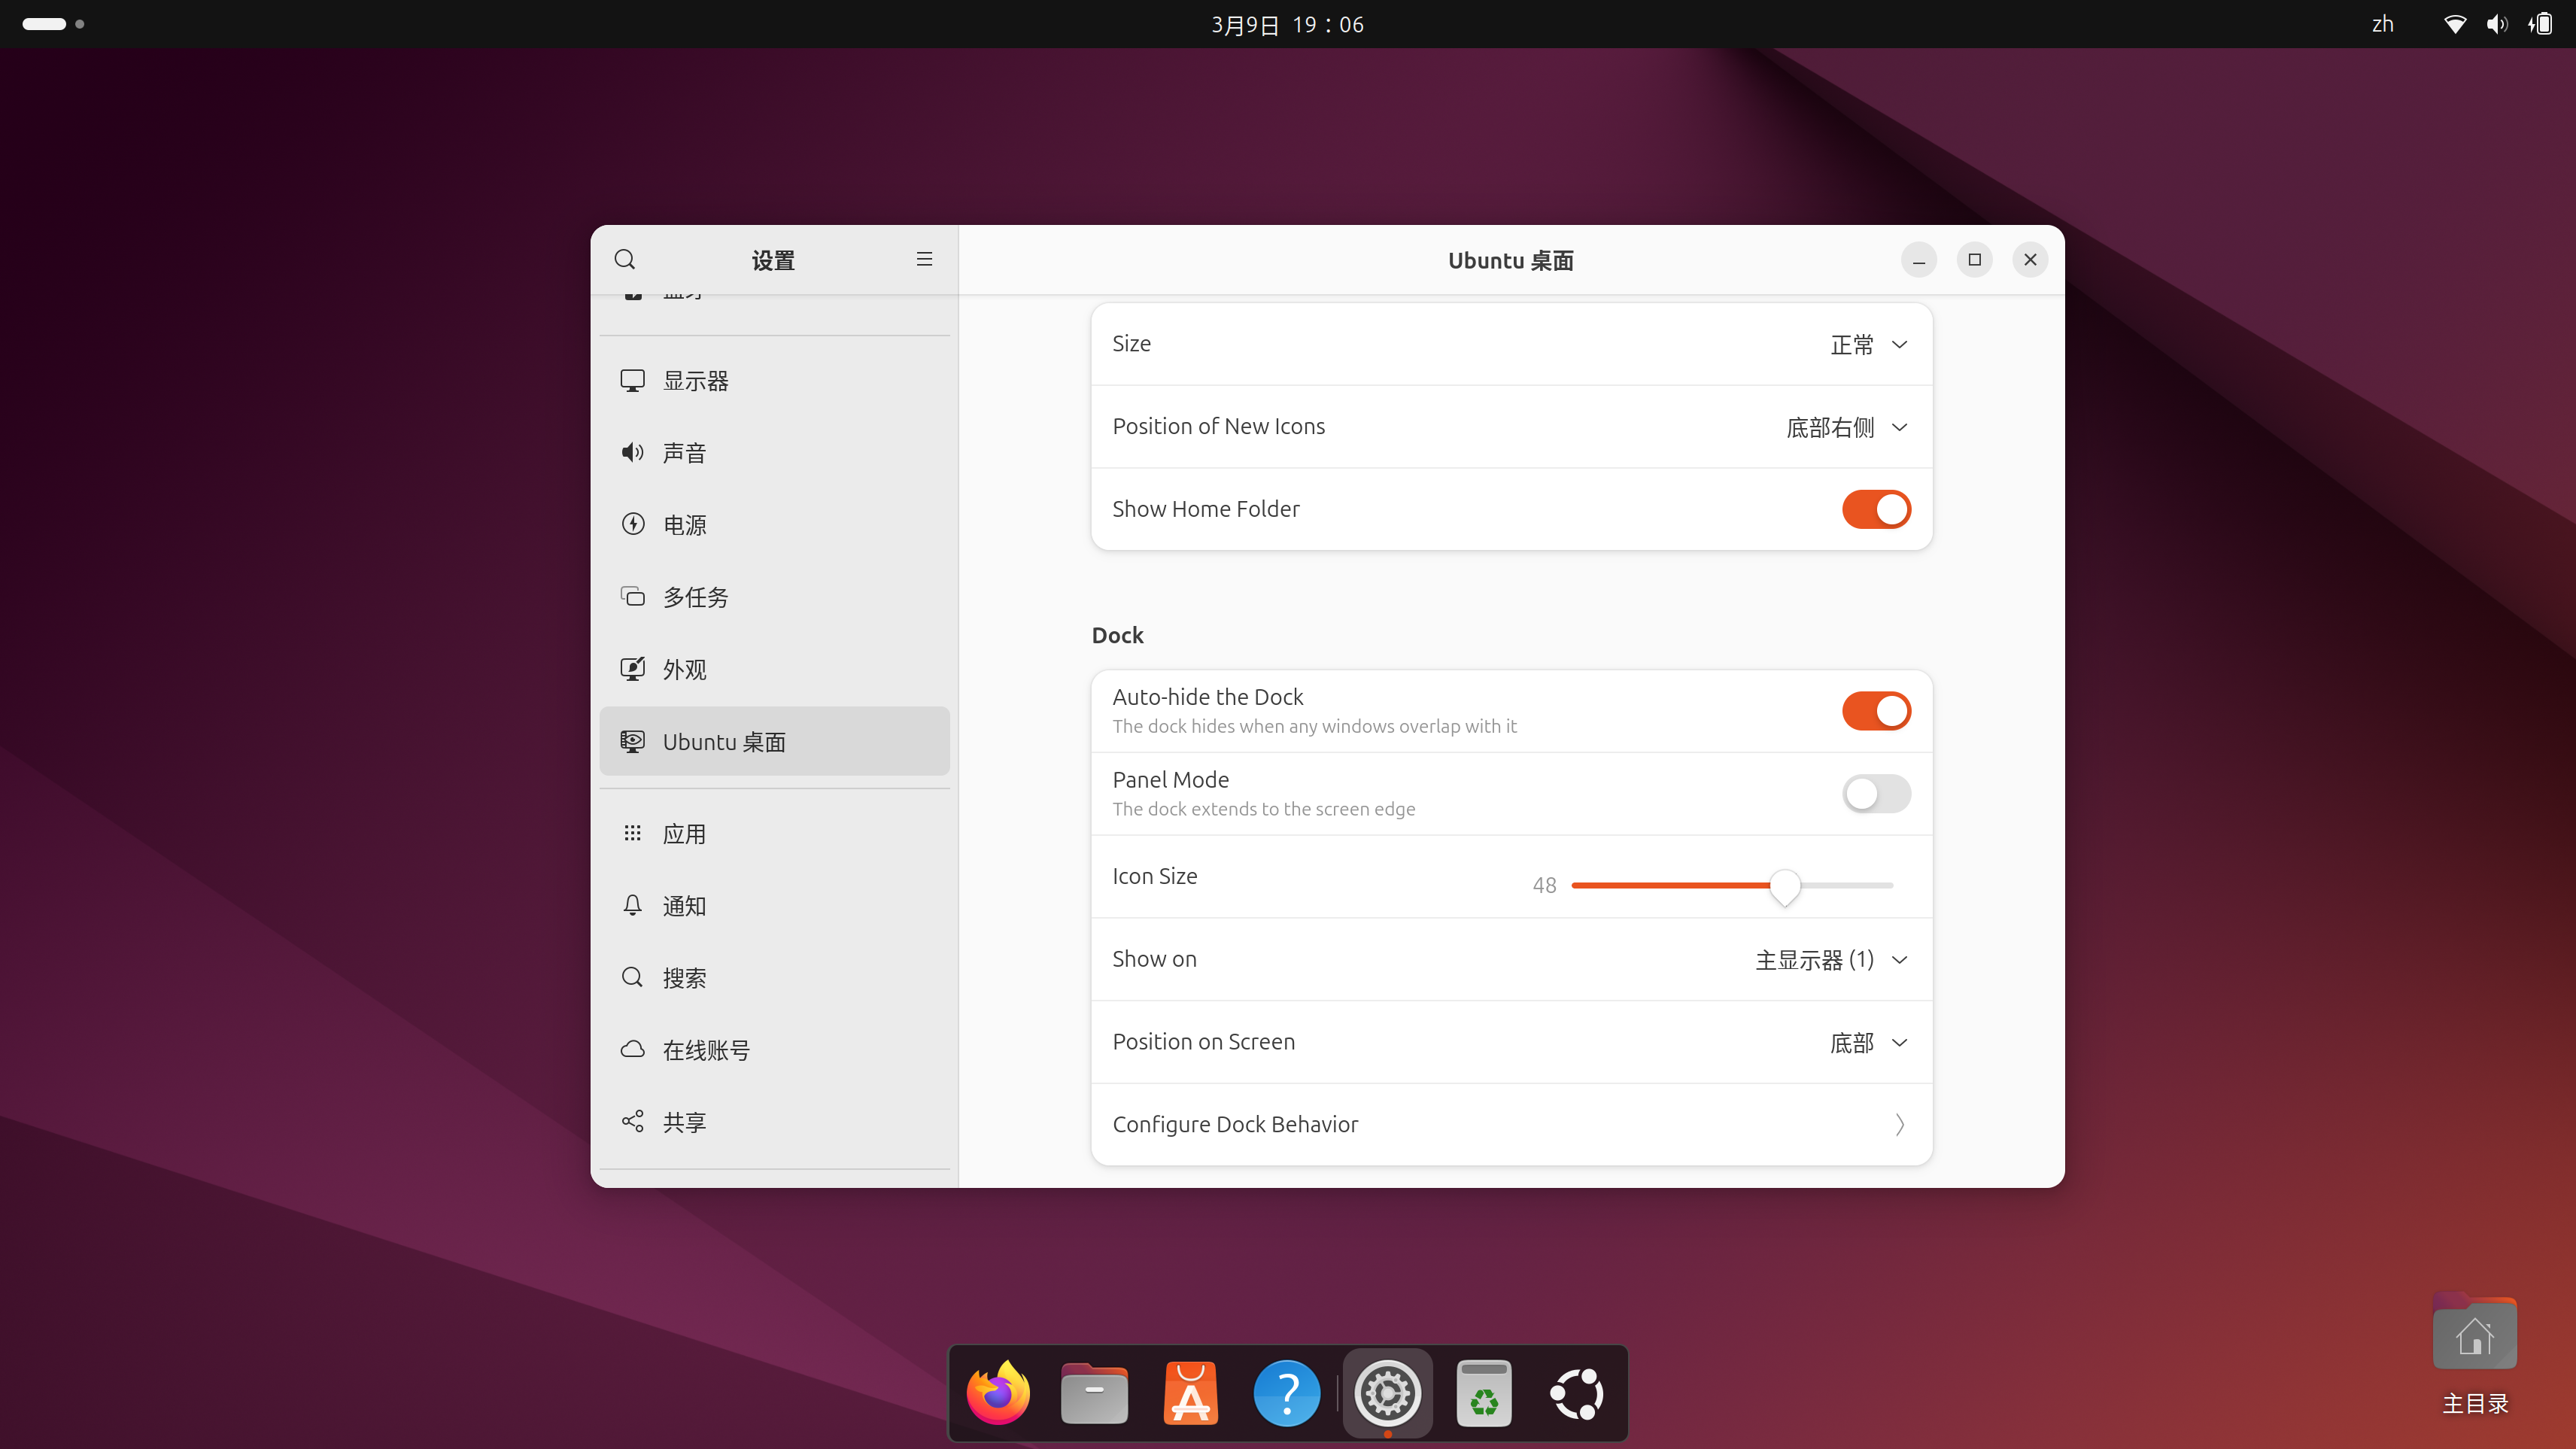 3月9日 19：06
zh
设置
Ubuntu 桌面
显示器
声音
电源
多任务
外观
Ubuntu 桌面
应用
通知
搜索
在线账号
共享
Size
正常
Position of New Icons
底部右侧
Show Home Folder
Dock
Auto-hide the Dock
The dock hides when any windows overlap with it
Panel Mode
The dock extends to the screen edge
Icon Size
48
Show on
主显示器 (1)
Position on Screen
底部
Configure Dock Behavior
主目录